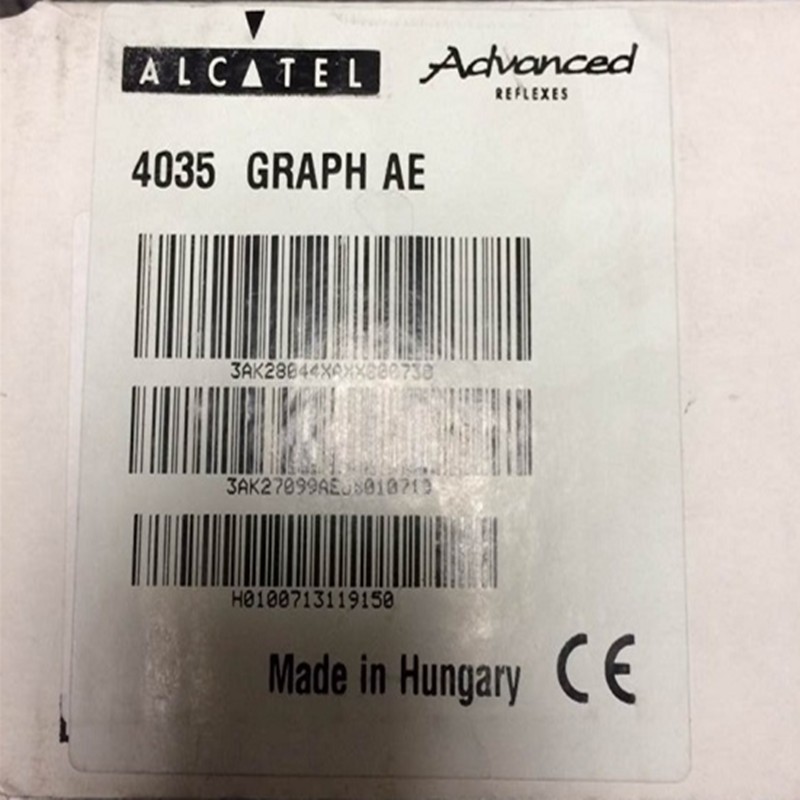 ALCATEL
Advanced
REFLEXES
4035 GRAPH AE
H0100713119150
Made in Hungary CE